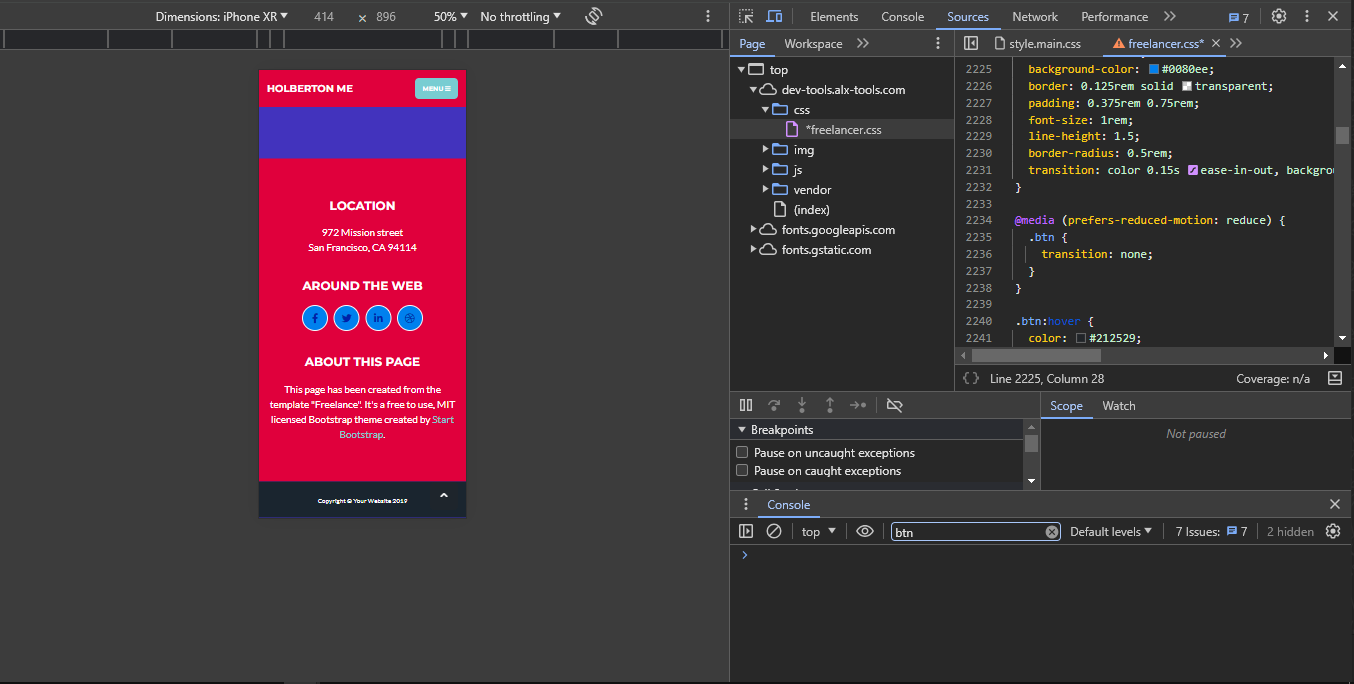 Dimensions: iPhone XR 414 × 896 50% No throttling
HOLBERTON ME
MENU
LOCATION
972 Mission street
San Francisco, CA 94114
AROUND THE WEB
ABOUT THIS PAGE
This page has been created from the
template "Freelance". It's a free to use, MIT
licensed Bootstrap theme created by Start
Bootstrap.
Copyright © Your Website 2019
Elements Console Sources Network Performance 7
Page Workspace
top
dev-tools.alx-tools.com
css
*freelancer.css
img
js
vendor
(index)
fonts.googleapis.com
fonts.gstatic.com
style.main.css freelancer.css*
2225 background-color: #0080ee;
2226 border: 0.125rem solid transparent;
2227 padding: 0.375rem 0.75rem;
2228 font-size: 1rem;
2229 line-height: 1.5;
2230 border-radius: 0.5rem;
2231 transition: color 0.15s ease-in-out, backgrou
2232 }
2233
2234 @media (prefers-reduced-motion: reduce) {
2235 .btn {
2236 transition: none;
2237 }
2238 }
2239
2240 .btn:hover {
2241 color: #212529;
{} Line 2225, Column 28 Coverage: n/a
Breakpoints
Pause on uncaught exceptions
Pause on caught exceptions
Scope Watch
Not paused
Console
top btn Default levels 7 Issues: 7 2 hidden